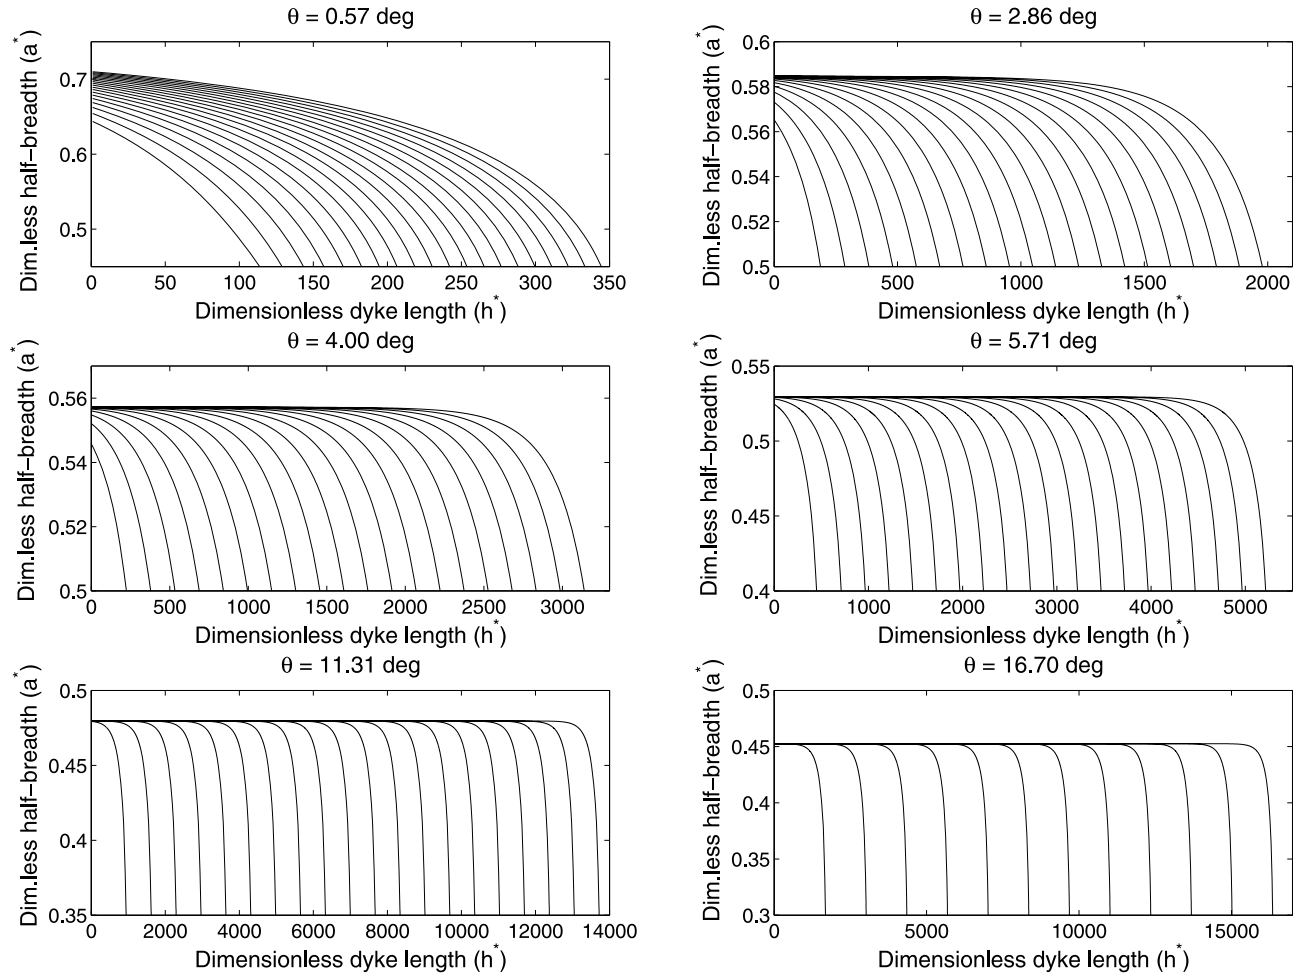 θ = 0.57 deg
Dim.less half−breadth (a*)
0.7
0.6
0.5
0 50 100 150 200 250 300 350
Dimensionless dyke length (h*)
θ = 2.86 deg
Dim.less half−breadth (a*)
0.6
0.58
0.56
0.54
0.52
0.5
0 500 1000 1500 2000
Dimensionless dyke length (h*)
θ = 4.00 deg
Dim.less half−breadth (a*)
0.56
0.54
0.52
0.5
0 500 1000 1500 2000 2500 3000
Dimensionless dyke length (h*)
θ = 5.71 deg
Dim.less half−breadth (a*)
0.55
0.5
0.45
0.4
0 1000 2000 3000 4000 5000
Dimensionless dyke length (h*)
θ = 11.31 deg
Dim.less half−breadth (a*)
0.5
0.45
0.4
0.35
0 2000 4000 6000 8000 10000 12000 14000
Dimensionless dyke length (h*)
θ = 16.70 deg
Dim.less half−breadth (a*)
0.5
0.45
0.4
0.35
0.3
0 5000 10000 15000
Dimensionless dyke length (h*)